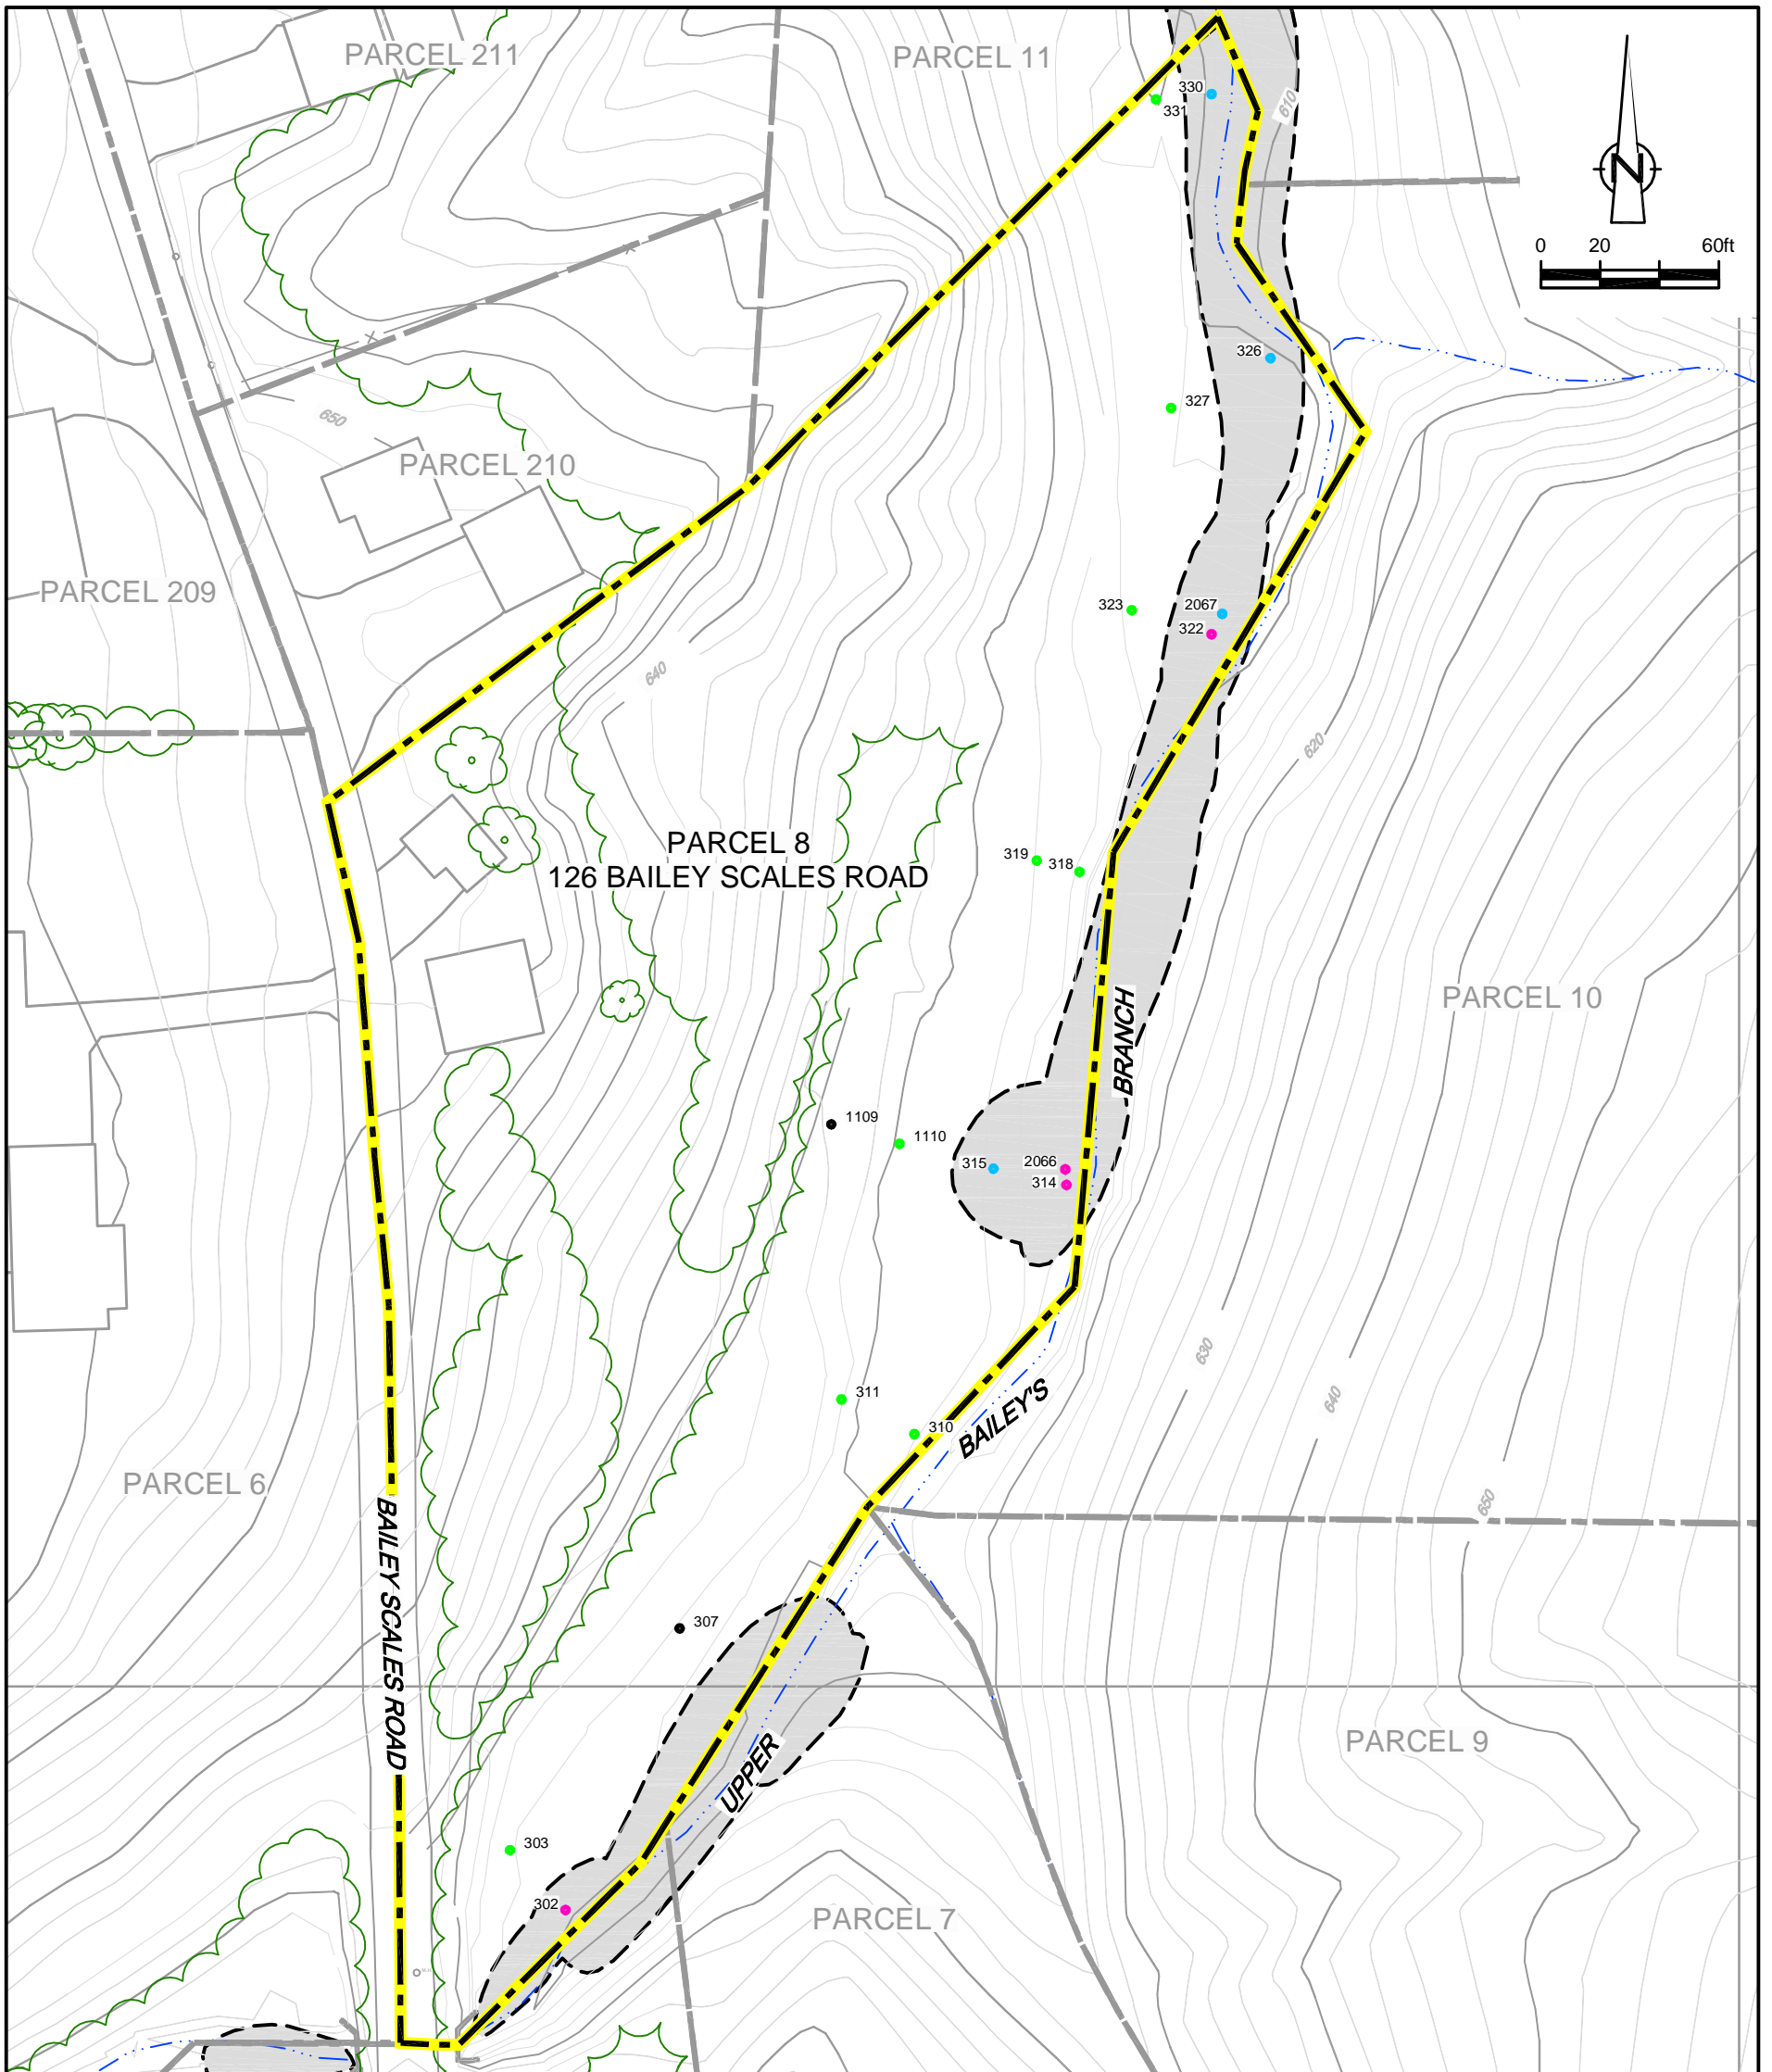 PARCEL 211
PARCEL 11
330
331
610
N
0 20 60ft
326
327
650
PARCEL 210
PARCEL 209
323
2067
322
640
620
PARCEL 8
126 BAILEY SCALES ROAD
319
318
PARCEL 10
BRANCH
1109
1110
315
2066
314
630
640
311
310
BAILEY'S
PARCEL 6
650
BAILEY SCALES ROAD
307
UPPER
PARCEL 9
303
302
PARCEL 7